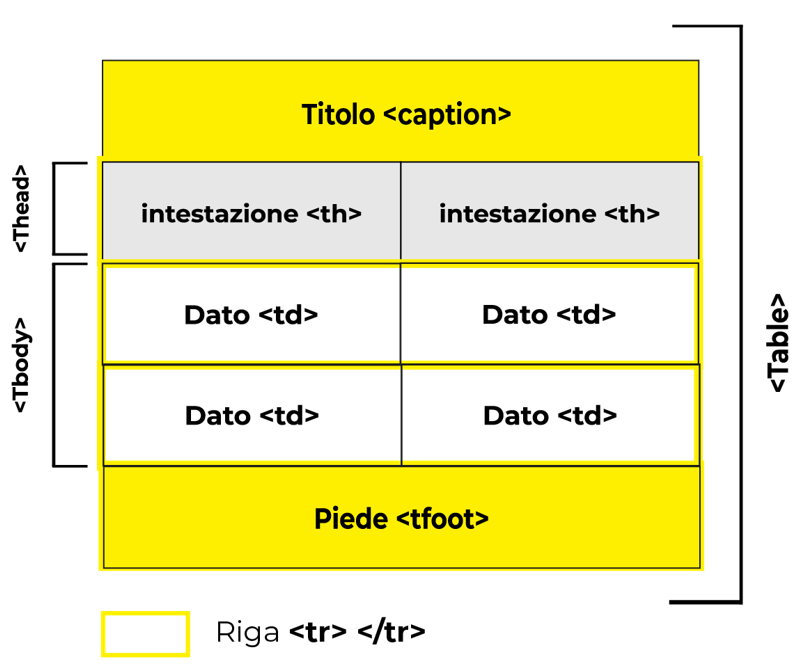 Titolo <caption>
<Thead>
intestazione <th>
intestazione <th>
<Tbody>
Dato <td>
Dato <td>
Dato <td>
Dato <td>
<Table>
Piede <tfoot>
Riga <tr> </tr>